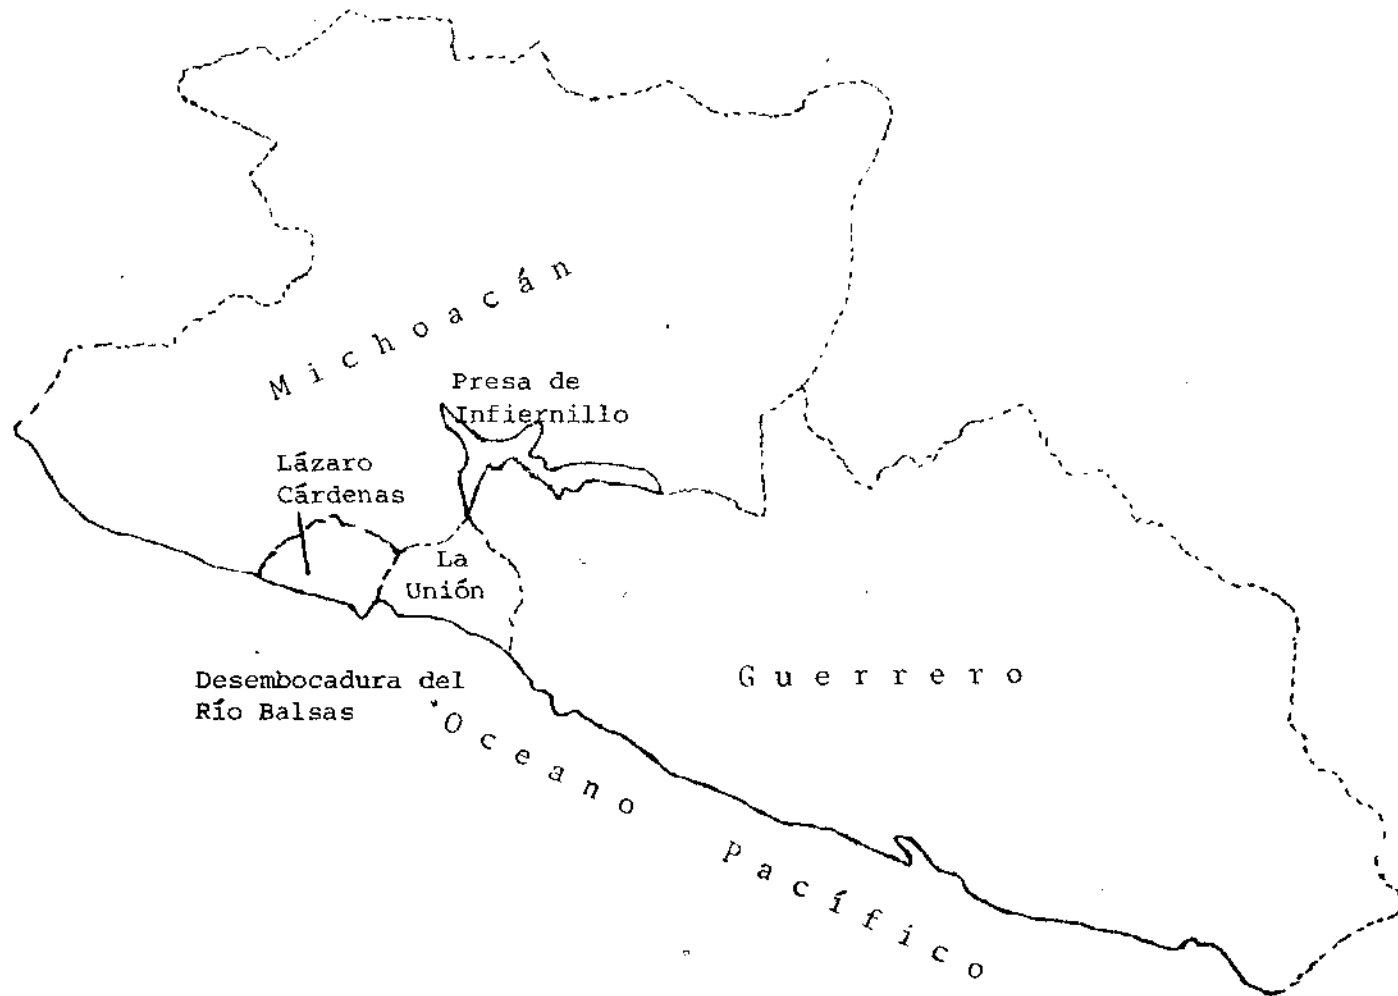 Michoacán
Presa de
Infiernillo
Lázaro
Cárdenas
La
Unión
Guerrero
Desembocadura del
Río Balsas
Oceano Pacífico